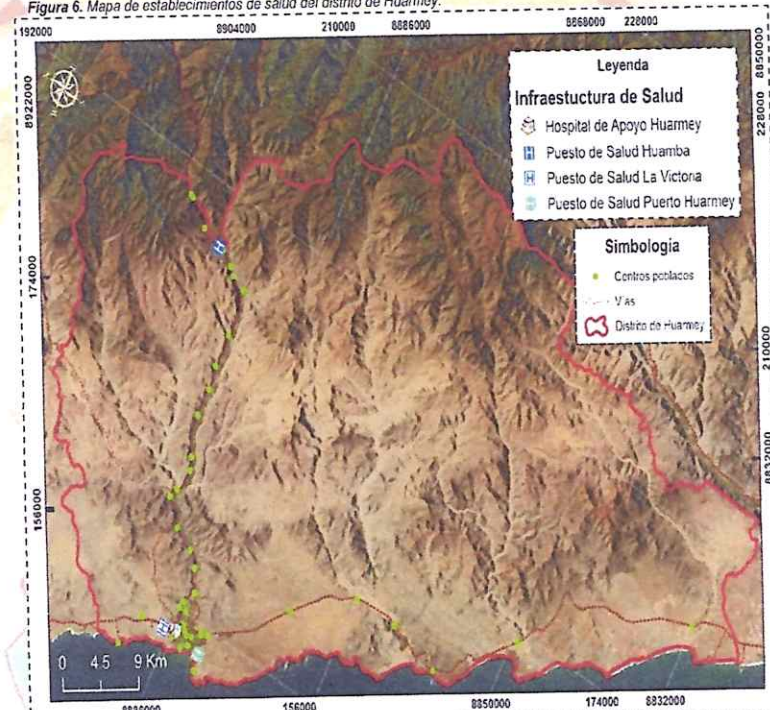 Figura 6. Mapa de establecimientos de salud del distrito de Huarmey.
192000 8904000 210000 8886000 8868000 228000
8922000
8850000
228000
Leyenda
Infraestuctura de Salud
Hospital de Apoyo Huarmey
H Puesto de Salud Huamba
H Puesto de Salud La Victoria
Puesto de Salud Puerto Huarmey
Simbología
Centros poblados
Vias
Distrito de Huarmey
174000
210000
8832000
156000
0 4.5 9 Km
156000 8850000 174000 8832000